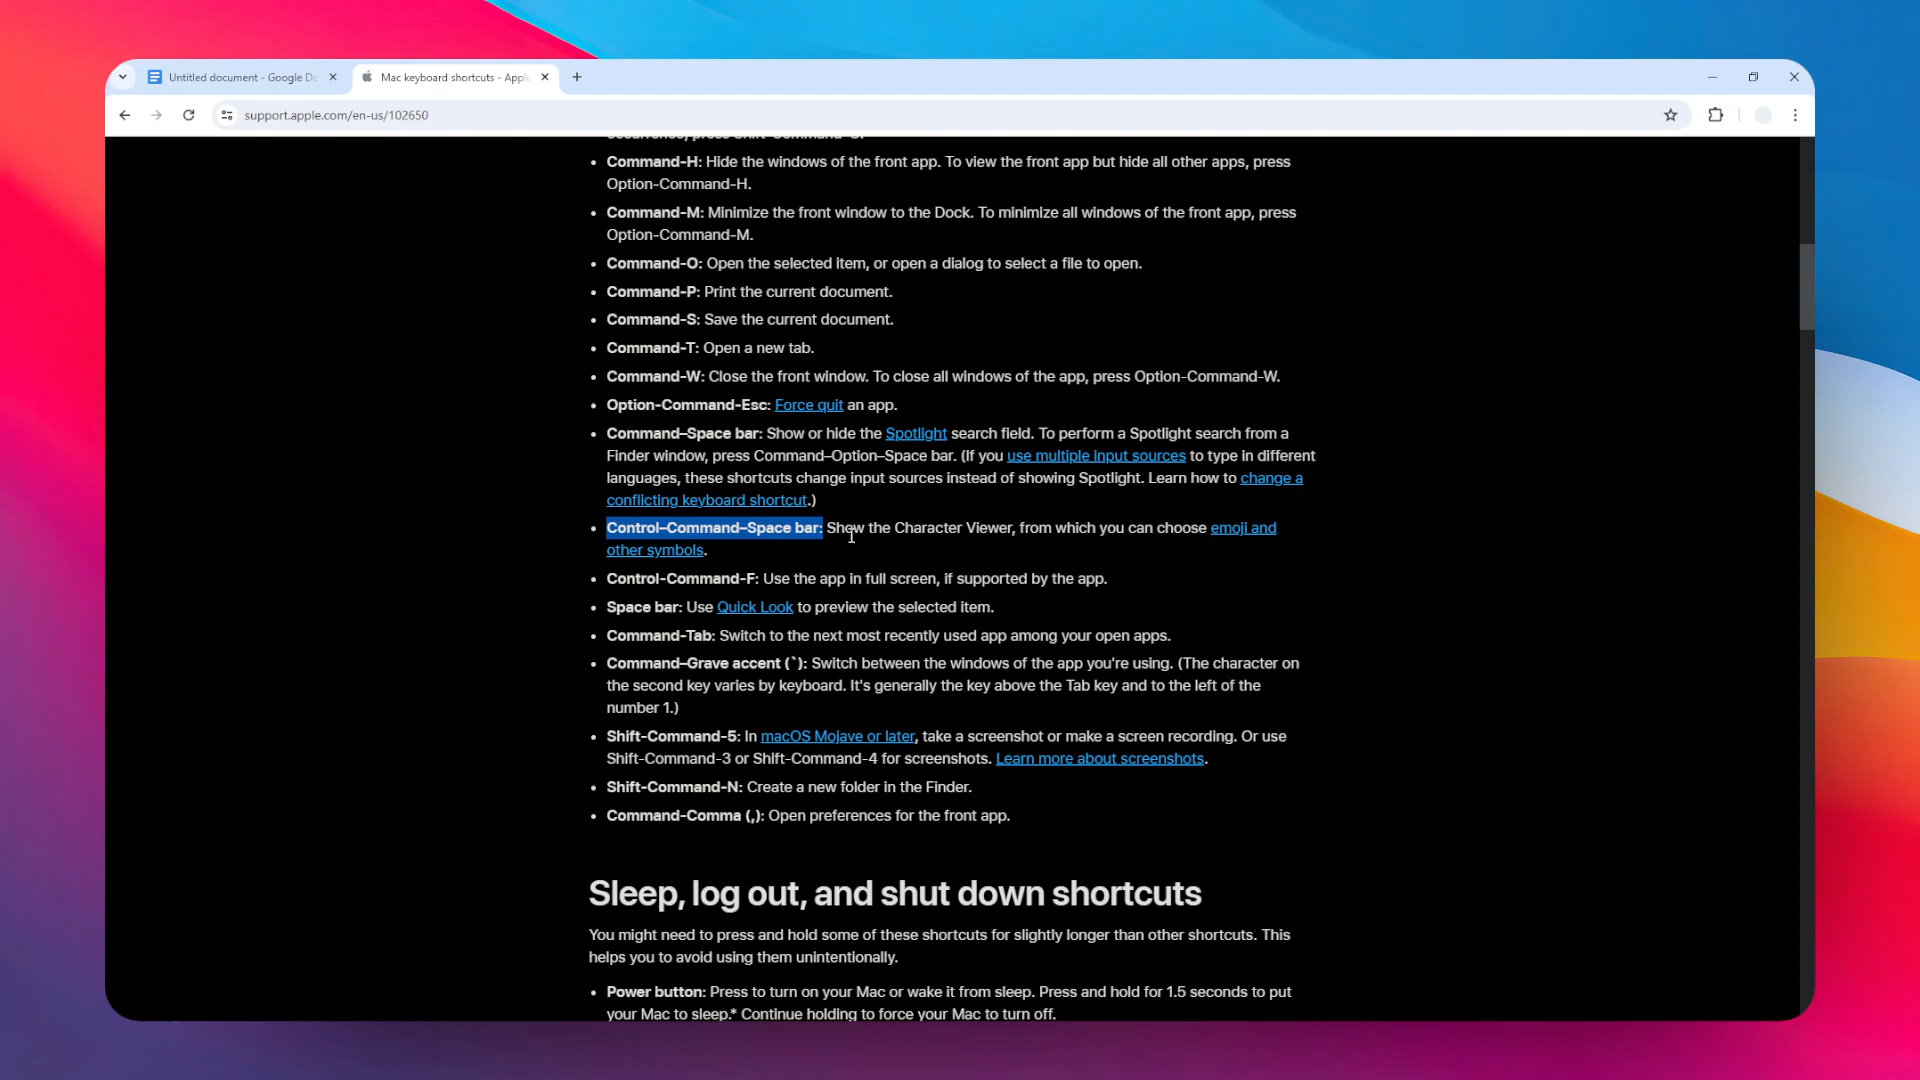 Untitled document - Google Do
Mac keyboard shortcuts - Apple
support.apple.com/en-us/102650
occurrence, press Shift-Command-G.
• Command-H: Hide the windows of the front app. To view the front app but hide all other apps, press
Option-Command-H.
• Command-M: Minimize the front window to the Dock. To minimize all windows of the front app, press
Option-Command-M.
• Command-O: Open the selected item, or open a dialog to select a file to open.
• Command-P: Print the current document.
• Command-S: Save the current document.
• Command-T: Open a new tab.
• Command-W: Close the front window. To close all windows of the app, press Option-Command-W.
• Option-Command-Esc: Force quit an app.
• Command–Space bar: Show or hide the Spotlight search field. To perform a Spotlight search from a
Finder window, press Command–Option–Space bar. (If you use multiple input sources to type in different
languages, these shortcuts change input sources instead of showing Spotlight. Learn how to change a
conflicting keyboard shortcut.)
• Control–Command–Space bar: Show the Character Viewer, from which you can choose emoji and
other symbols.
• Control-Command-F: Use the app in full screen, if supported by the app.
• Space bar: Use Quick Look to preview the selected item.
• Command-Tab: Switch to the next most recently used app among your open apps.
• Command–Grave accent (`): Switch between the windows of the app you're using. (The character on
the second key varies by keyboard. It's generally the key above the Tab key and to the left of the
number 1.)
• Shift-Command-5: In macOS Mojave or later, take a screenshot or make a screen recording. Or use
Shift-Command-3 or Shift-Command-4 for screenshots. Learn more about screenshots.
• Shift-Command-N: Create a new folder in the Finder.
• Command-Comma (,): Open preferences for the front app.
Sleep, log out, and shut down shortcuts
You might need to press and hold some of these shortcuts for slightly longer than other shortcuts. This
helps you to avoid using them unintentionally.
• Power button: Press to turn on your Mac or wake it from sleep. Press and hold for 1.5 seconds to put
your Mac to sleep.* Continue holding to force your Mac to turn off.